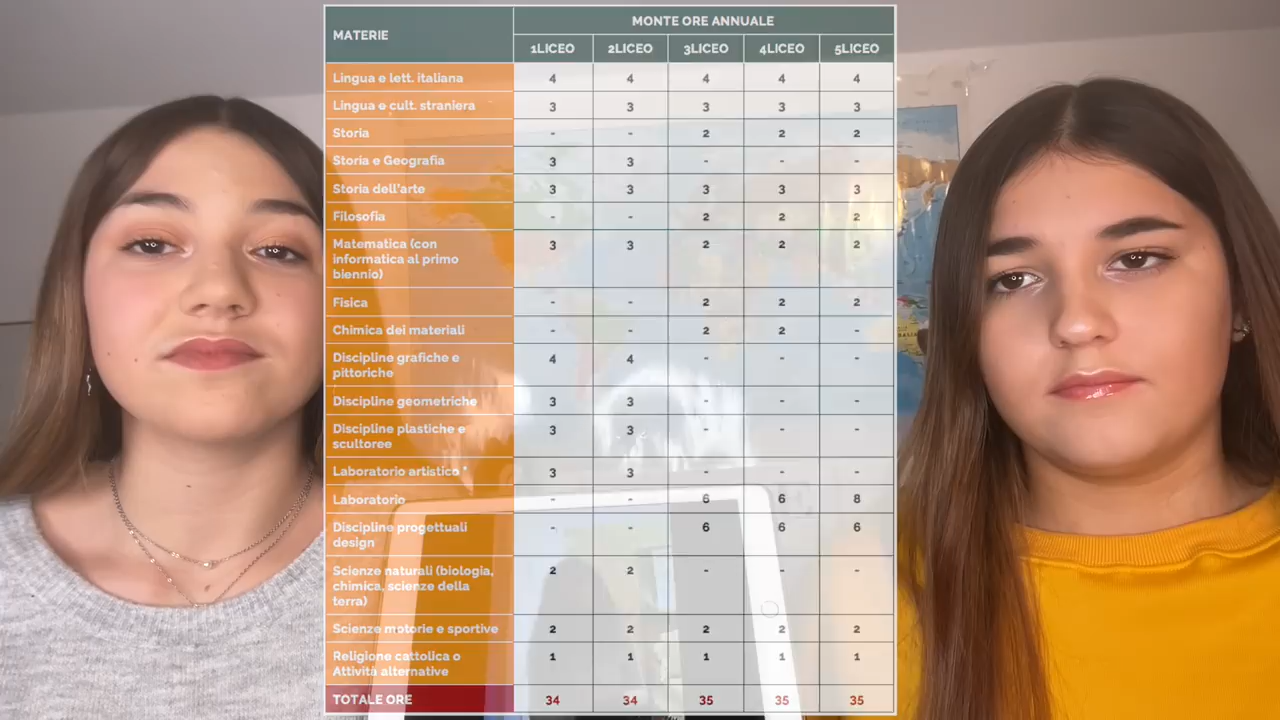 MATERIE MONTE ORE ANNUALE
1LICEO 2LICEO 3LICEO 4LICEO 5LICEO
Lingua e lett. italiana 4 4 4 4 4
Lingua e cult. straniera 3 3 3 3 3
Storia - - 2 2 2
Storia e Geografia 3 3 - - -
Storia dell'arte 3 3 3 3 3
Filosofia - - 2 2 2
Matematica (con 3 3 2 2 2
informatica al primo
biennio)
Fisica - - 2 2 2
Chimica dei materiali - - 2 2 -
Discipline grafiche e 4 4 - - -
pittoriche
Discipline geometriche 3 3 - - -
Discipline plastiche e 3 3 - - -
scultoree
Laboratorio artistico * 3 3 - - -
Laboratorio - - 6 6 8
Discipline progettuali - - 6 6 6
design
Scienze naturali (biologia, 2 2 - - -
chimica, scienze della
terra)
Scienze motorie e sportive 2 2 2 2 2
Religione cattolica o 1 1 1 1 1
Attività alternative
TOTALE ORE 34 34 35 35 35